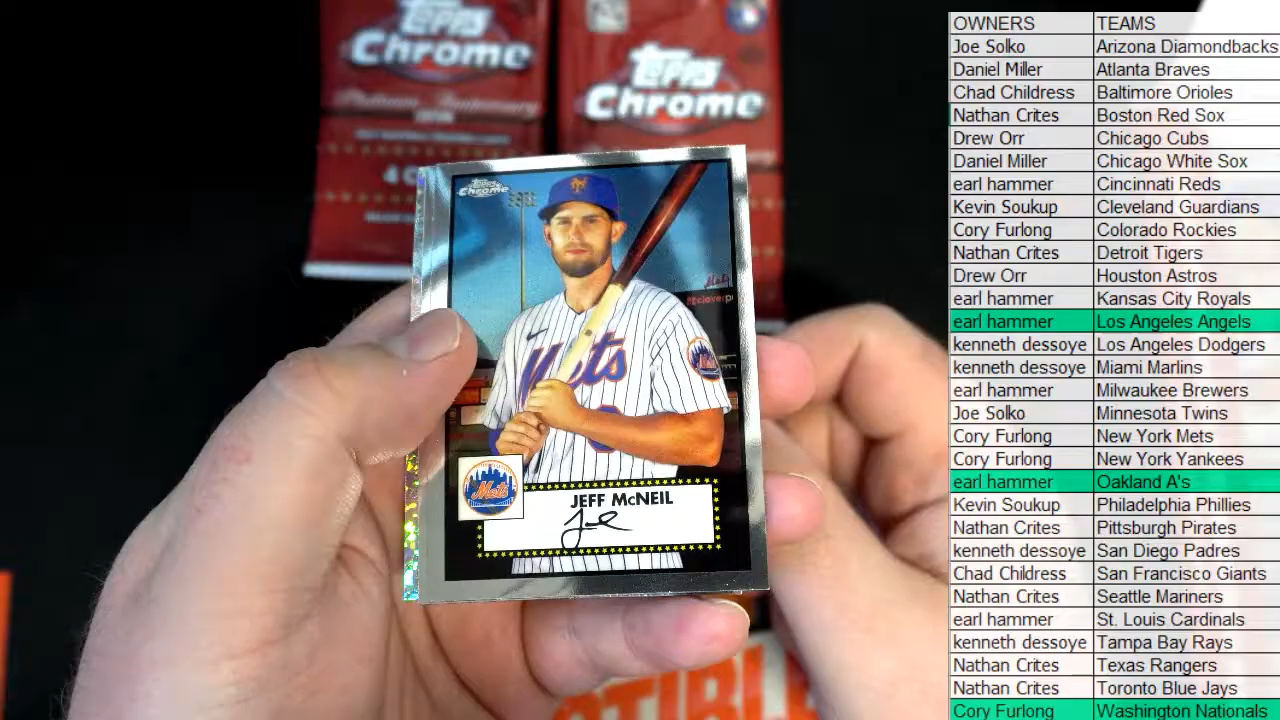 Topps
Chrome
Platinum Anniversary
Topps
Chrome
Topps
Chrome
Mets
Mets
Mets
JEFF McNEIL
OWNERS TEAMS
Joe Solko Arizona Diamondbacks
Daniel Miller Atlanta Braves
Chad Childress Baltimore Orioles
Nathan Crites Boston Red Sox
Drew Orr Chicago Cubs
Daniel Miller Chicago White Sox
earl hammer Cincinnati Reds
Kevin Soukup Cleveland Guardians
Cory Furlong Colorado Rockies
Nathan Crites Detroit Tigers
Drew Orr Houston Astros
earl hammer Kansas City Royals
earl hammer Los Angeles Angels
kenneth dessoye Los Angeles Dodgers
kenneth dessoye Miami Marlins
earl hammer Milwaukee Brewers
Joe Solko Minnesota Twins
Cory Furlong New York Mets
Cory Furlong New York Yankees
earl hammer Oakland A's
Kevin Soukup Philadelphia Phillies
Nathan Crites Pittsburgh Pirates
kenneth dessoye San Diego Padres
Chad Childress San Francisco Giants
Nathan Crites Seattle Mariners
earl hammer St. Louis Cardinals
kenneth dessoye Tampa Bay Rays
Nathan Crites Texas Rangers
Nathan Crites Toronto Blue Jays
Cory Furlong Washington Nationals